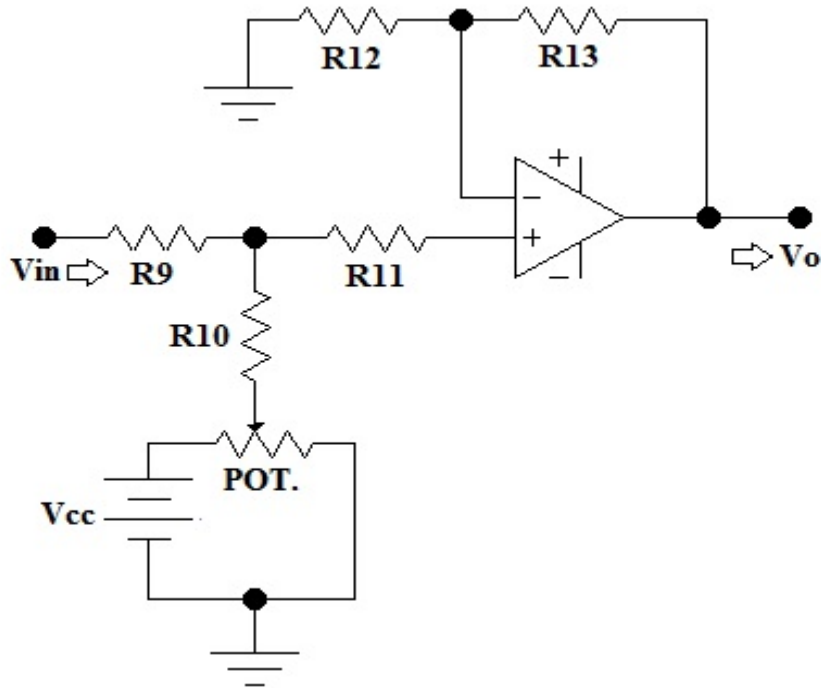 R12
R13
+
−
+
−
Vin
R9
R11
Vo
R10
POT.
Vcc